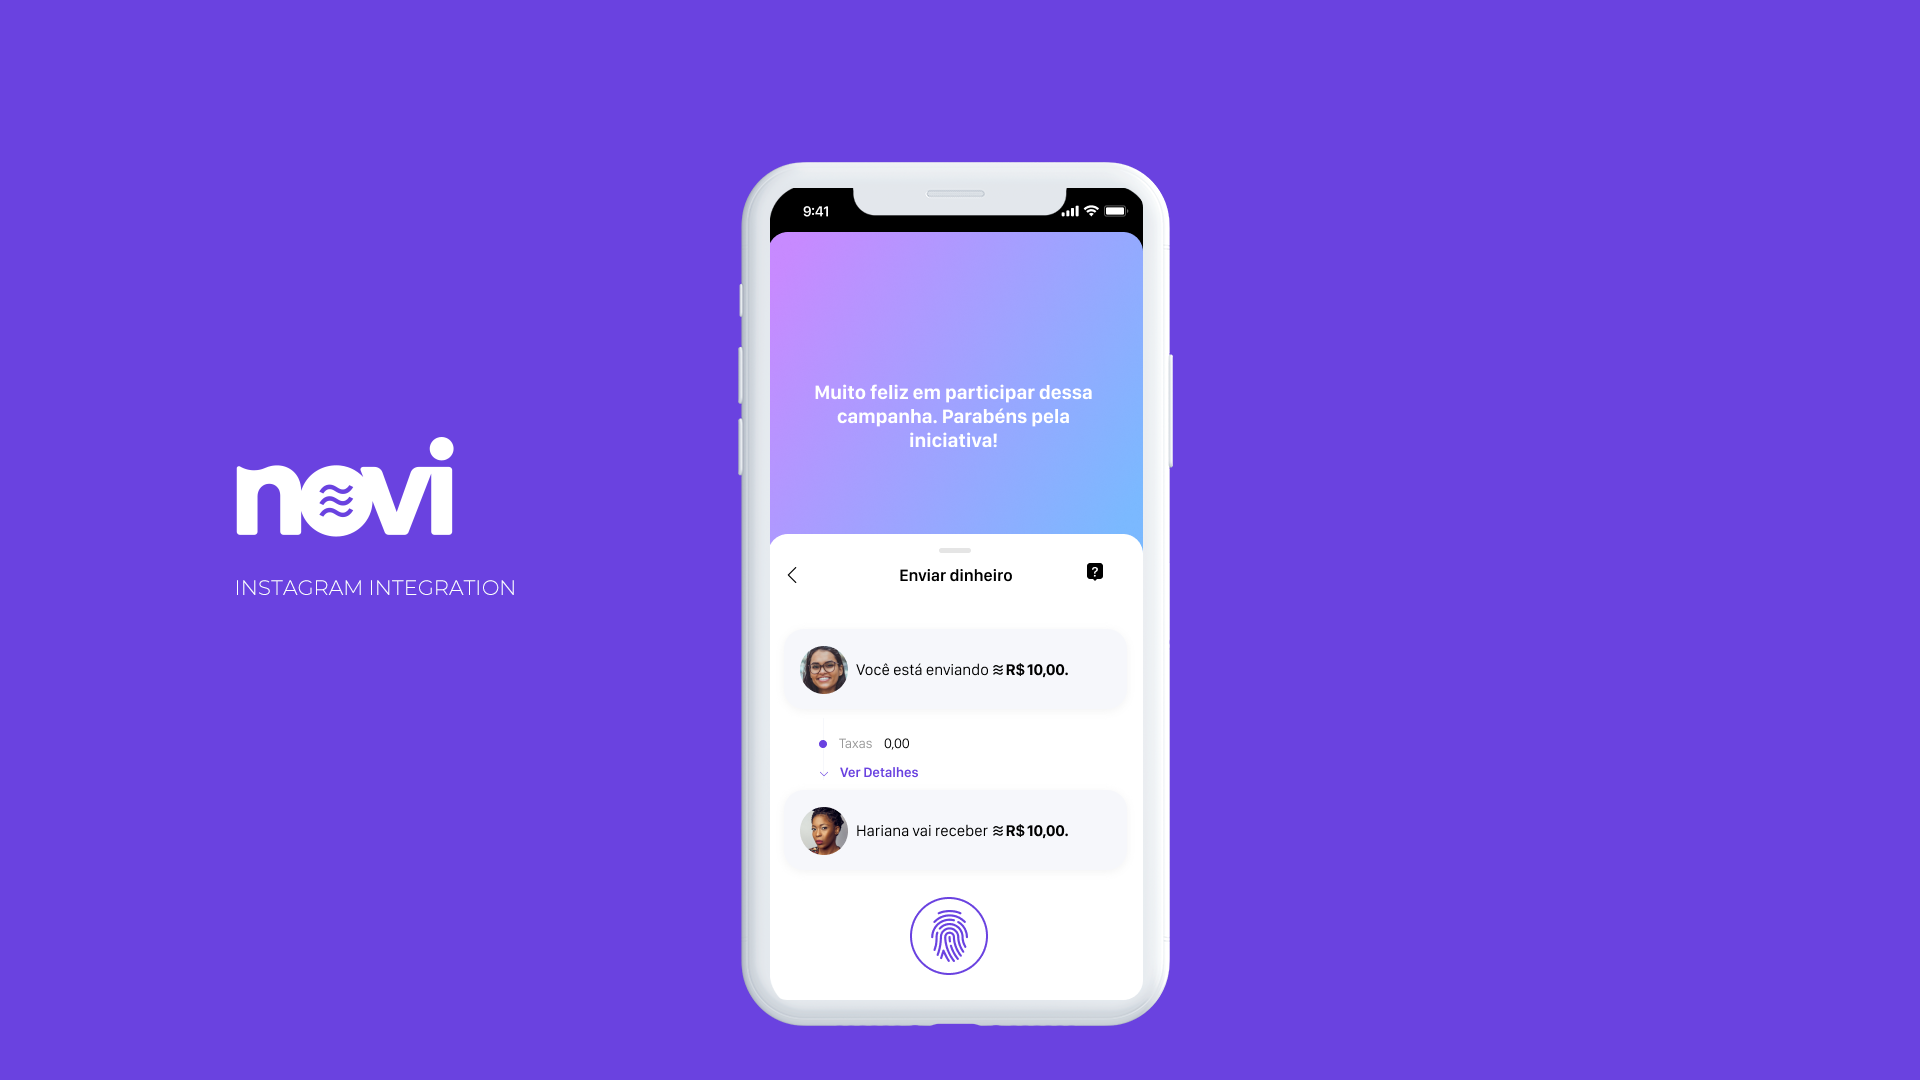 novi
INSTAGRAM INTEGRATION
9:41
Muito feliz em participar dessa
campanha. Parabéns pela
iniciativa!
Enviar dinheiro
?
Você está enviando ≋R$ 10,00.
Taxas 0,00
Ver Detalhes
Hariana vai receber ≋R$ 10,00.